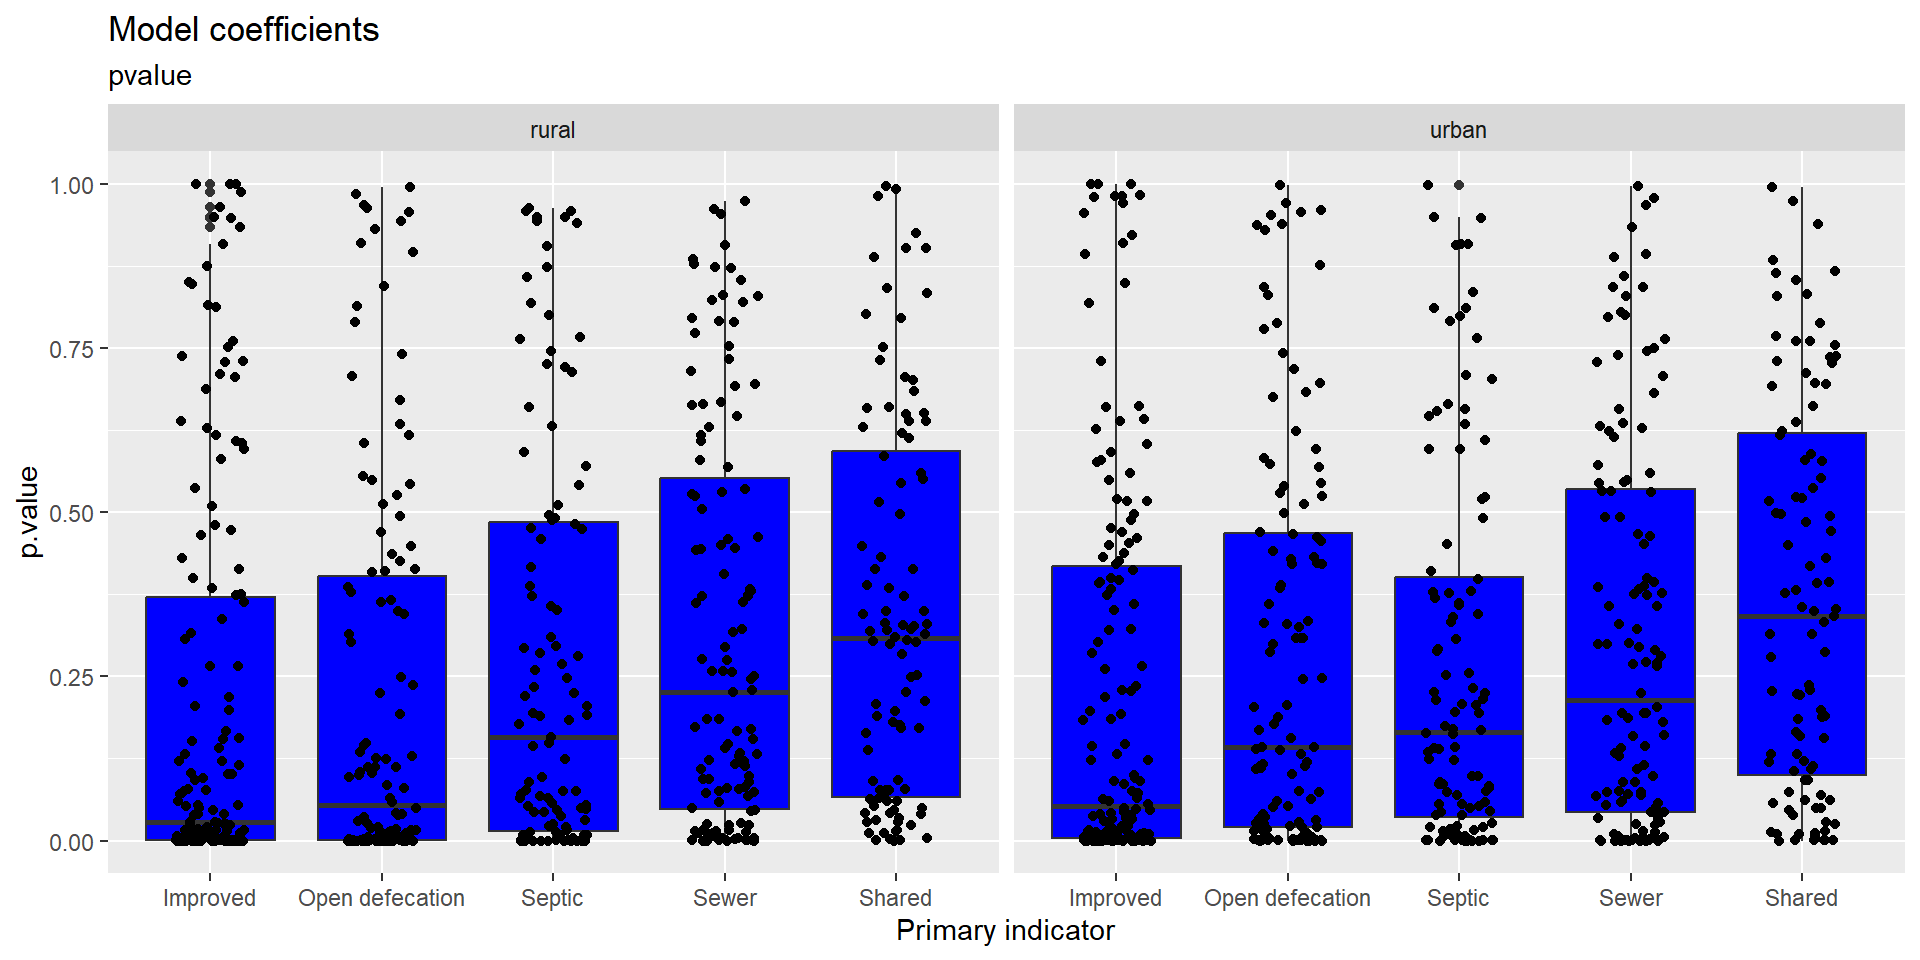 Model coefficients
pvalue
rural
urban
p.value
1.00
0.75
0.50
0.25
0.00
Improved
Open defecation
Septic
Sewer
Shared
Improved
Open defecation
Septic
Sewer
Shared
Primary indicator